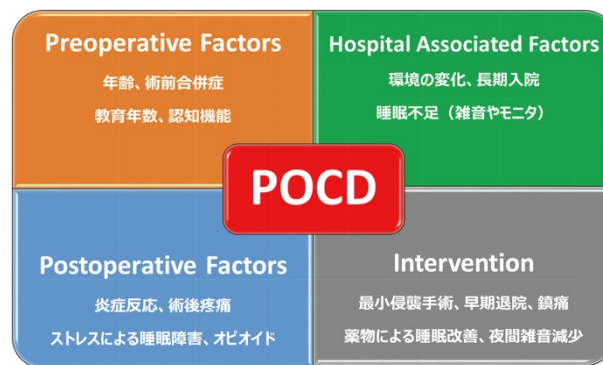 Preoperative Factors
年齢、術前合併症
教育年数、認知機能
Hospital Associated Factors
環境の変化、長期入院
睡眠不足（雑音やモニタ）
POCD
Postoperative Factors
炎症反応、術後疼痛
ストレスによる睡眠障害、オピオイド
Intervention
最小侵襲手術、早期退院、鎮痛
薬物による睡眠改善、夜間雑音減少